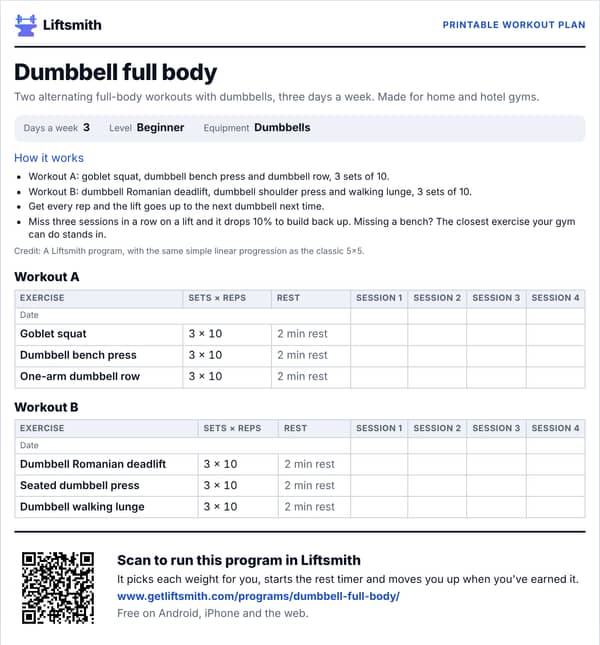 Liftsmith
PRINTABLE WORKOUT PLAN
Dumbbell full body
Two alternating full-body workouts with dumbbells, three days a week. Made for home and hotel gyms.
Days a week 3 Level Beginner Equipment Dumbbells
How it works
• Workout A: goblet squat, dumbbell bench press and dumbbell row, 3 sets of 10.
• Workout B: dumbbell Romanian deadlift, dumbbell shoulder press and walking lunge, 3 sets of 10.
• Get every rep and the lift goes up to the next dumbbell next time.
• Miss three sessions in a row on a lift and it drops 10% to build back up. Missing a bench? The closest exercise your gym
can do stands in.
Credit: A Liftsmith program, with the same simple linear progression as the classic 5×5.
Workout A
EXERCISE SETS × REPS REST SESSION 1 SESSION 2 SESSION 3 SESSION 4
Date
Goblet squat 3 × 10 2 min rest
Dumbbell bench press 3 × 10 2 min rest
One-arm dumbbell row 3 × 10 2 min rest
Workout B
EXERCISE SETS × REPS REST SESSION 1 SESSION 2 SESSION 3 SESSION 4
Date
Dumbbell Romanian deadlift 3 × 10 2 min rest
Seated dumbbell press 3 × 10 2 min rest
Dumbbell walking lunge 3 × 10 2 min rest
Scan to run this program in Liftsmith
It picks each weight for you, starts the rest timer and moves you up when you've earned it.
www.getliftsmith.com/programs/dumbbell-full-body/
Free on Android, iPhone and the web.